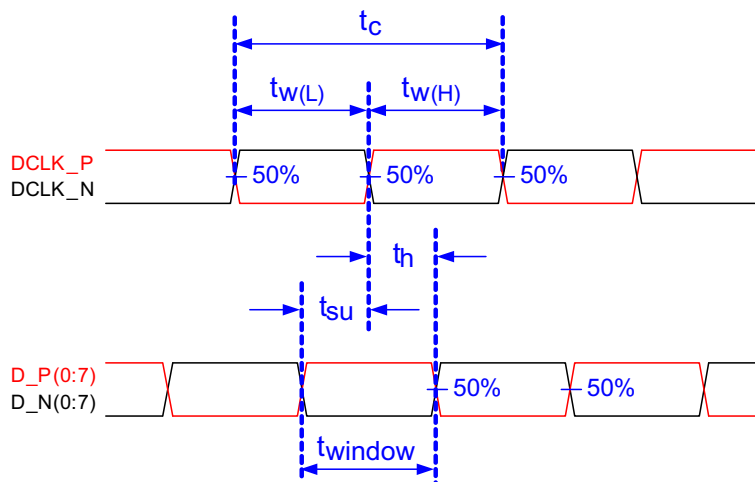 tc
tw(L) tw(H)
DCLK_P
DCLK_N
50% 50% 50%
th
tsu
D_P(0:7)
D_N(0:7)
50% 50%
twindow